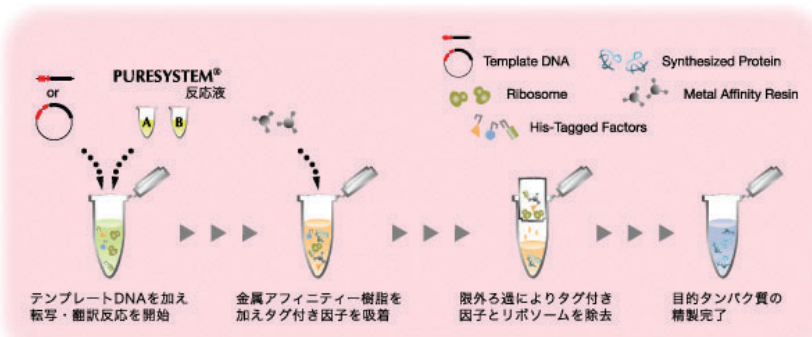 PURESYSTEM®
反応液
or
A
B
Template DNA
Synthesized Protein
Ribosome
Metal Affinity Resin
His-Tagged Factors
テンプレートDNAを加え
転写・翻訳反応を開始
金属アフィニティー樹脂を
加えタグ付き因子を吸着
限外ろ過によりタグ付き
因子とリボソームを除去
目的タンパク質の
精製完了